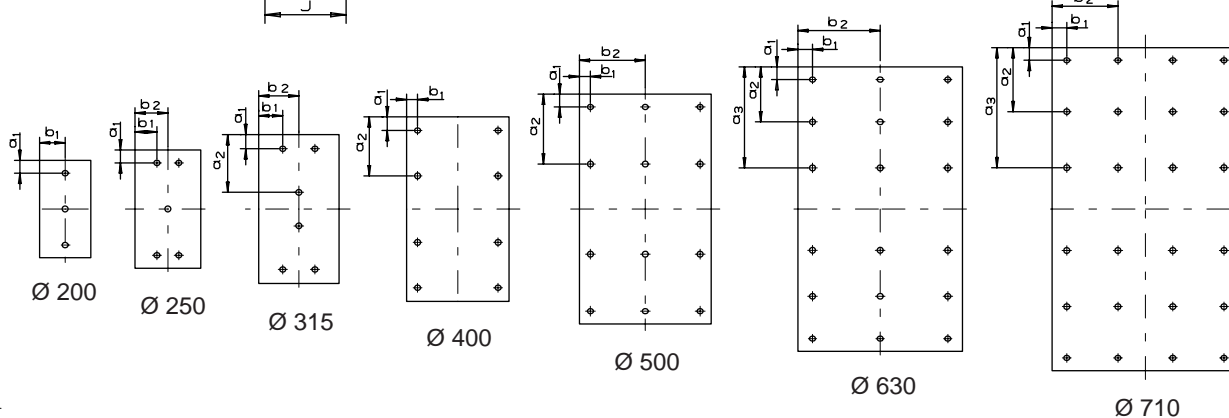 J
b₂
a₁
b₁
a₂
a₃
b₂
a₁
b₁
a₂
a₃
b₂
a₁
b₁
a₂
a₁
b₁
a₂
b₂
a₁
b₁
a₂
b₂
a₁
b₁
b₁
a₁
Ø 200
Ø 250
Ø 315
Ø 400
Ø 500
Ø 630
Ø 710